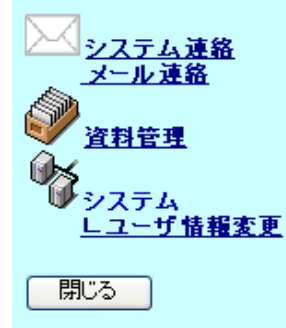 システム連絡
メール連絡
資料管理
システム
∟ユーザ情報変更
閉じる